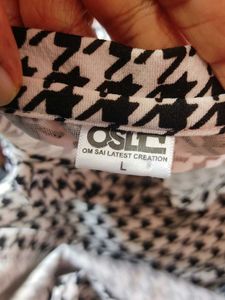 OSLC
OM SAI LATEST CREATION
L